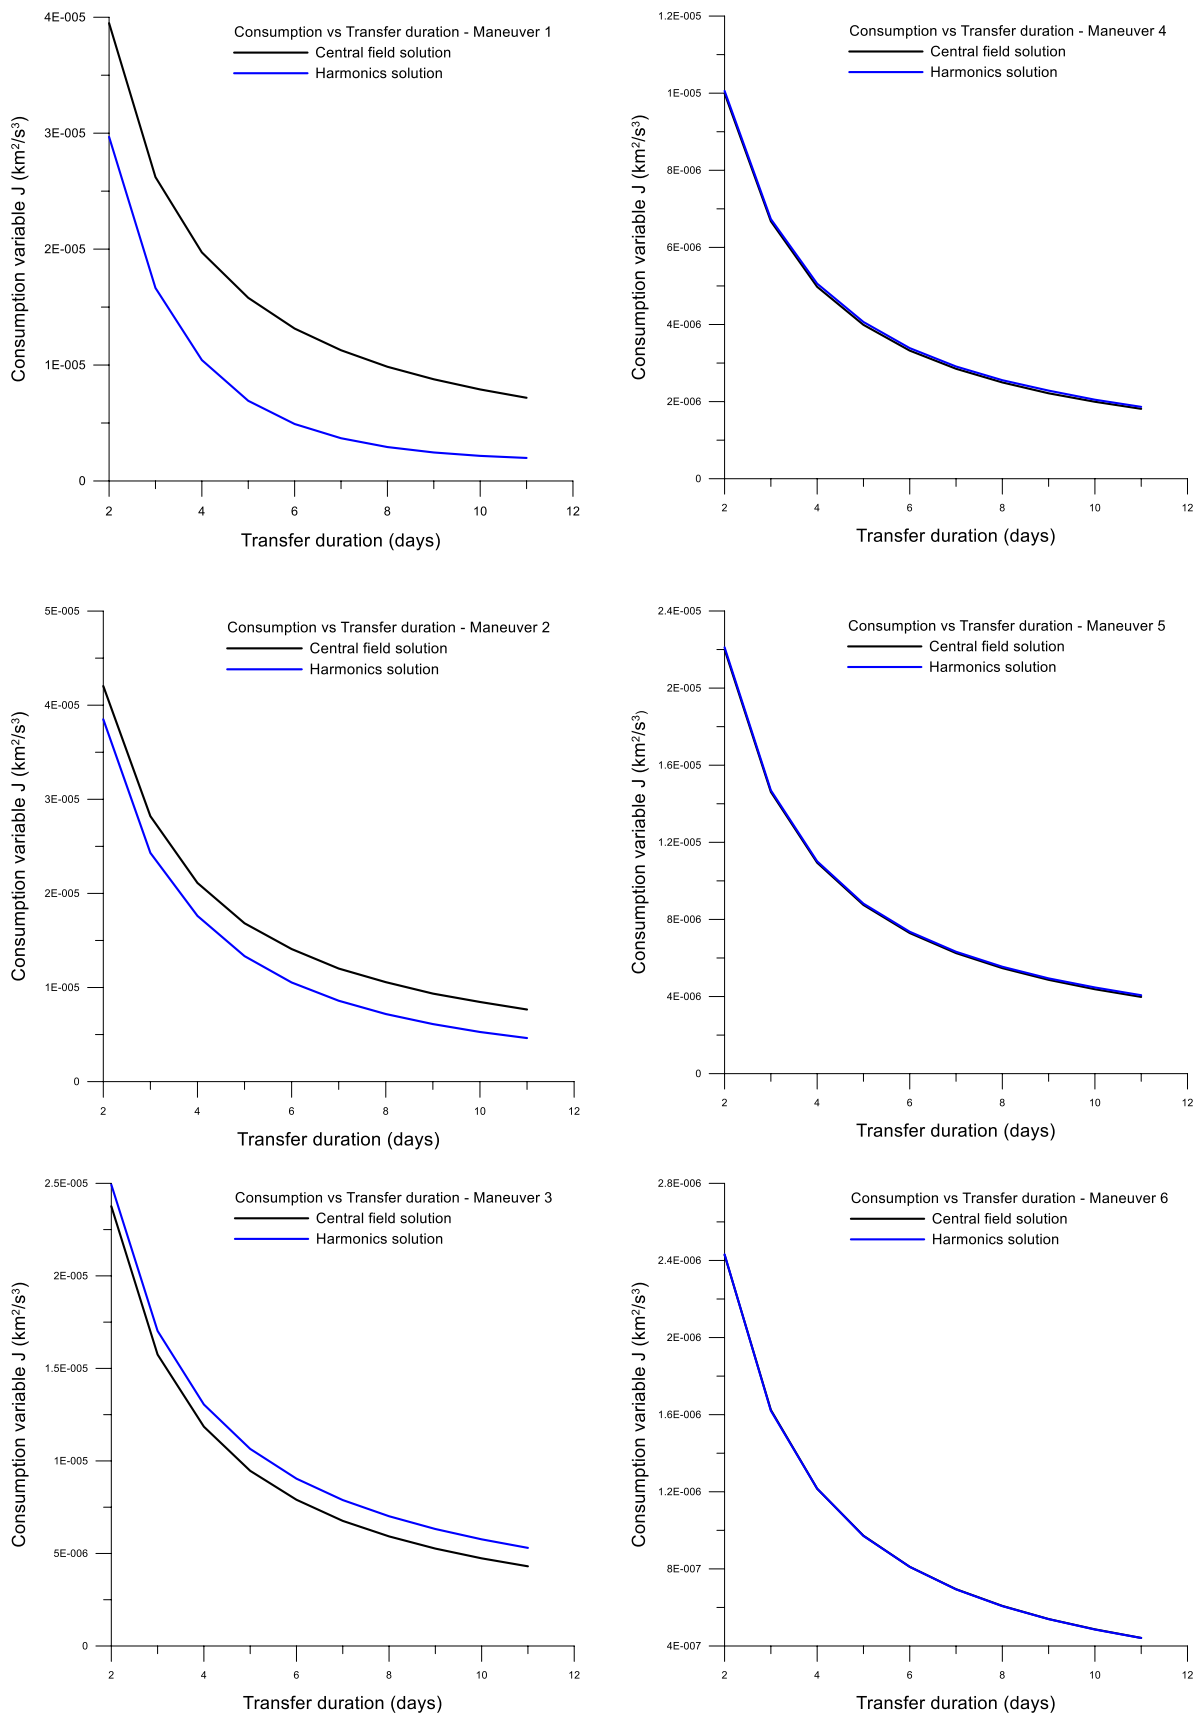 Consumption vs Transfer duration - Maneuver 1
Central field solution
Harmonics solution
Consumption variable J (km²/s³)
4E-005
3E-005
2E-005
1E-005
0
2 4 6 8 10 12
Transfer duration (days)
Consumption vs Transfer duration - Maneuver 4
Central field solution
Harmonics solution
Consumption variable J (km²/s³)
1.2E-005
1E-005
8E-006
6E-006
4E-006
2E-006
0
2 4 6 8 10 12
Transfer duration (days)
Consumption vs Transfer duration - Maneuver 2
Central field solution
Harmonics solution
Consumption variable J (km²/s³)
5E-005
4E-005
3E-005
2E-005
1E-005
0
2 4 6 8 10 12
Transfer duration (days)
Consumption vs Transfer duration - Maneuver 5
Central field solution
Harmonics solution
Consumption variable J (km²/s³)
2.4E-005
2E-005
1.6E-005
1.2E-005
8E-006
4E-006
0
2 4 6 8 10 12
Transfer duration (days)
Consumption vs Transfer duration - Maneuver 3
Central field solution
Harmonics solution
Consumption variable J (km²/s³)
2.5E-005
2E-005
1.5E-005
1E-005
5E-006
0
2 4 6 8 10 12
Transfer duration (days)
Consumption vs Transfer duration - Maneuver 6
Central field solution
Harmonics solution
Consumption variable J (km²/s³)
2.8E-006
2.4E-006
2E-006
1.6E-006
1.2E-006
8E-007
4E-007
2 4 6 8 10 12
Transfer duration (days)